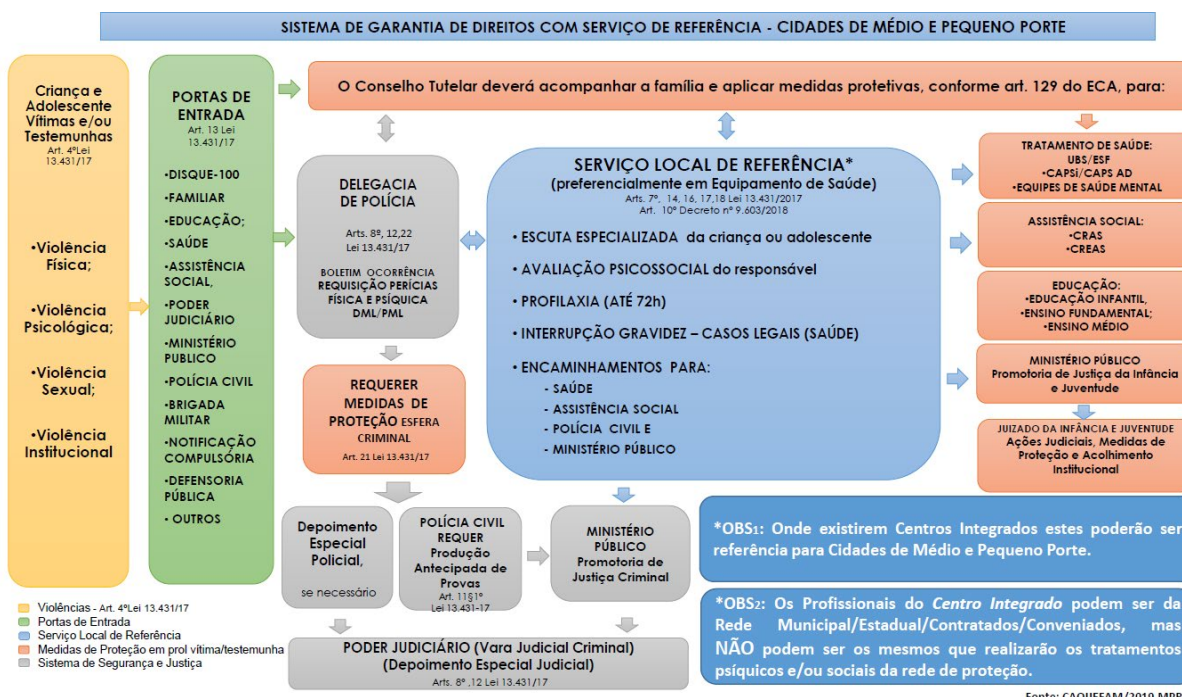 SISTEMA DE GARANTIA DE DIREITOS COM SERVIÇO DE REFERÊNCIA - CIDADES DE MÉDIO E PEQUENO PORTE
Criança e
Adolescente
Vítimas e/ou
Testemunhas
Art. 4ºLei
13.431/17
•Violência
Física;
•Violência
Psicológica;
•Violência
Sexual;
•Violência
Institucional
PORTAS DE
ENTRADA
Art. 13 Lei
13.431/17
•DISQUE-100
•FAMILIAR
•EDUCAÇÃO;
•SAÚDE
•ASSISTÊNCIA
SOCIAL,
•PODER
JUDICIÁRIO
•MINISTÉRIO
PUBLICO
•POLÍCIA CIVIL
•BRIGADA
MILITAR
•NOTIFICAÇÃO
COMPULSÓRIA
•DEFENSORIA
PÚBLICA
• OUTROS
O Conselho Tutelar deverá acompanhar a família e aplicar medidas protetivas, conforme art. 129 do ECA, para:
DELEGACIA
DE POLÍCIA
Arts. 8º, 12,22
Lei 13.431/17
BOLETIM OCORRÊNCIA
REQUISIÇÃO PERÍCIAS
FÍSICA E PSÍQUICA
DML/PML
REQUERER
MEDIDAS DE
PROTEÇÃO ESFERA
CRIMINAL
Art. 21 Lei 13.431/17
SERVIÇO LOCAL DE REFERÊNCIA*
(preferencialmente em Equipamento de Saúde)
Arts. 7º, 14, 16, 17,18 Lei 13.431/2017
Art. 10º Decreto nº 9.603/2018
• ESCUTA ESPECIALIZADA da criança ou adolescente
• AVALIAÇÃO PSICOSSOCIAL do responsável
• PROFILAXIA (ATÉ 72h)
• INTERRUPÇÃO GRAVIDEZ – CASOS LEGAIS (SAÚDE)
• ENCAMINHAMENTOS PARA:
- SAÚDE
- ASSISTÊNCIA SOCIAL
- POLÍCIA CIVIL E
- MINISTÉRIO PÚBLICO
TRATAMENTO DE SAÚDE:
UBS/ESF
•CAPSi/CAPS AD
•EQUIPES DE SAÚDE MENTAL
ASSISTÊNCIA SOCIAL:
•CRAS
•CREAS
EDUCAÇÃO:
•EDUCAÇÃO INFANTIL,
•ENSINO FUNDAMENTAL;
•ENSINO MÉDIO
MINISTÉRIO PÚBLICO
Promotoria de Justiça da Infância
e Juventude
JUIZADO DA INFÂNCIA E JUVENTUDE
Ações Judiciais, Medidas de
Proteção e Acolhimento
Institucional
Depoimento
Especial
Policial,
se necessário
POLÍCIA CIVIL
REQUER
Produção
Antecipada de
Provas
Art. 11§1º
Lei 13.431-17
MINISTÉRIO
PÚBLICO
Promotoria de
Justiça Criminal
PODER JUDICIÁRIO (Vara Judicial Criminal)
(Depoimento Especial Judicial)
Arts. 8º ,12 Lei 13.431/17
*OBS1: Onde existirem Centros Integrados estes poderão ser
referência para Cidades de Médio e Pequeno Porte.
*OBS2: Os Profissionais do Centro Integrado podem ser da
Rede Municipal/Estadual/Contratados/Conveniados, mas
NÃO podem ser os mesmos que realizarão os tratamentos
psíquicos e/ou sociais da rede de proteção.
Violências - Art. 4ºLei 13.431/17
Portas de Entrada
Serviço Local de Referência
Medidas de Proteção em prol vítima/testemunha
Sistema de Segurança e Justiça
Fonte: CAOIJEFAM/2019 MPR